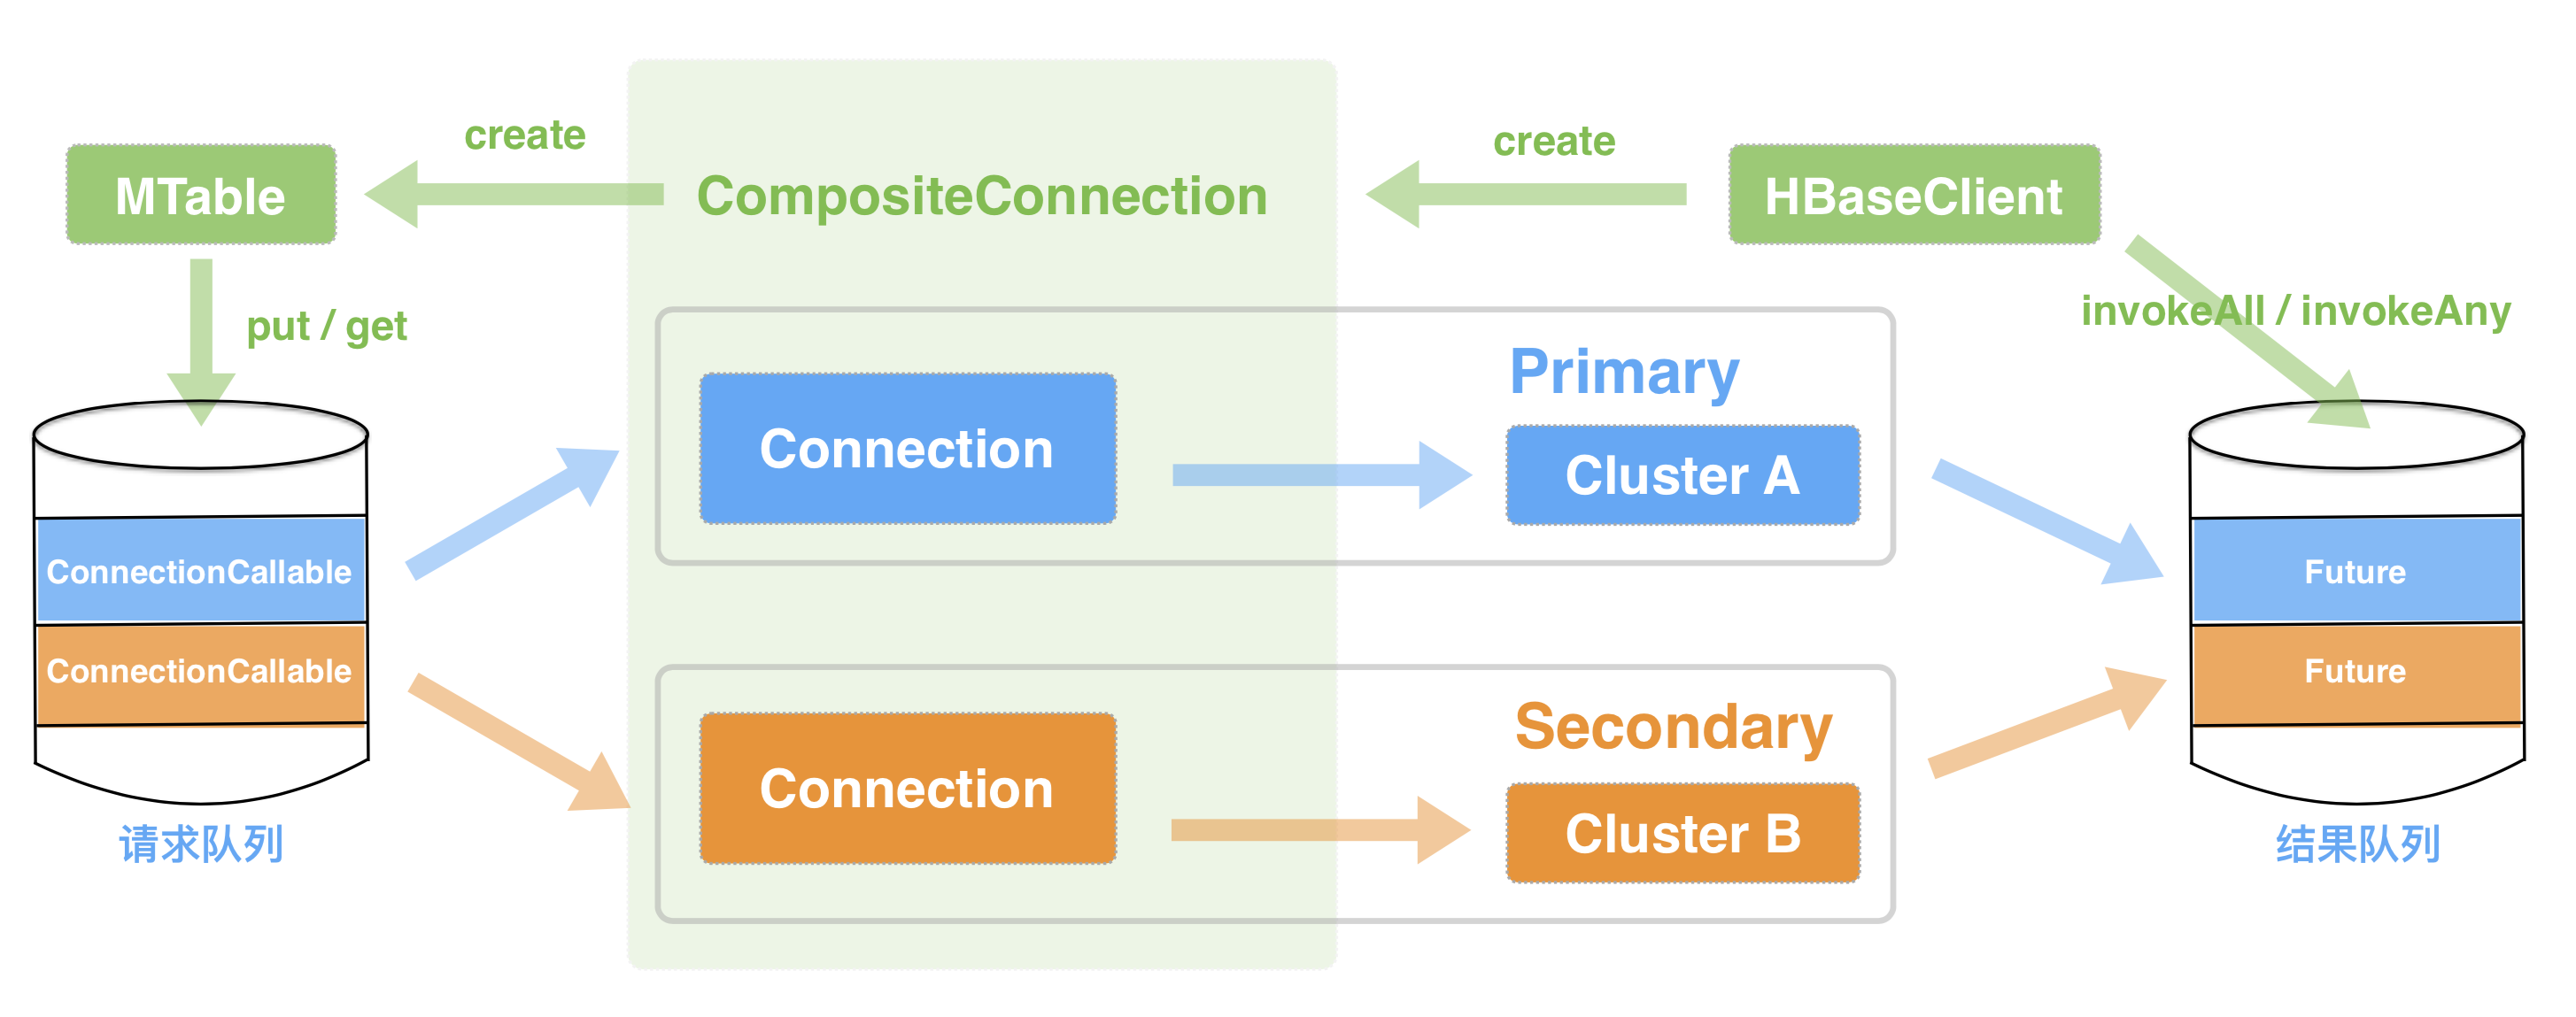 create
create
MTable
CompositeConnection
HBaseClient
put / get
invokeAll / invokeAny
Primary
Connection
Cluster A
ConnectionCallable
Future
ConnectionCallable
Future
Secondary
Connection
Cluster B
请求队列
结果队列